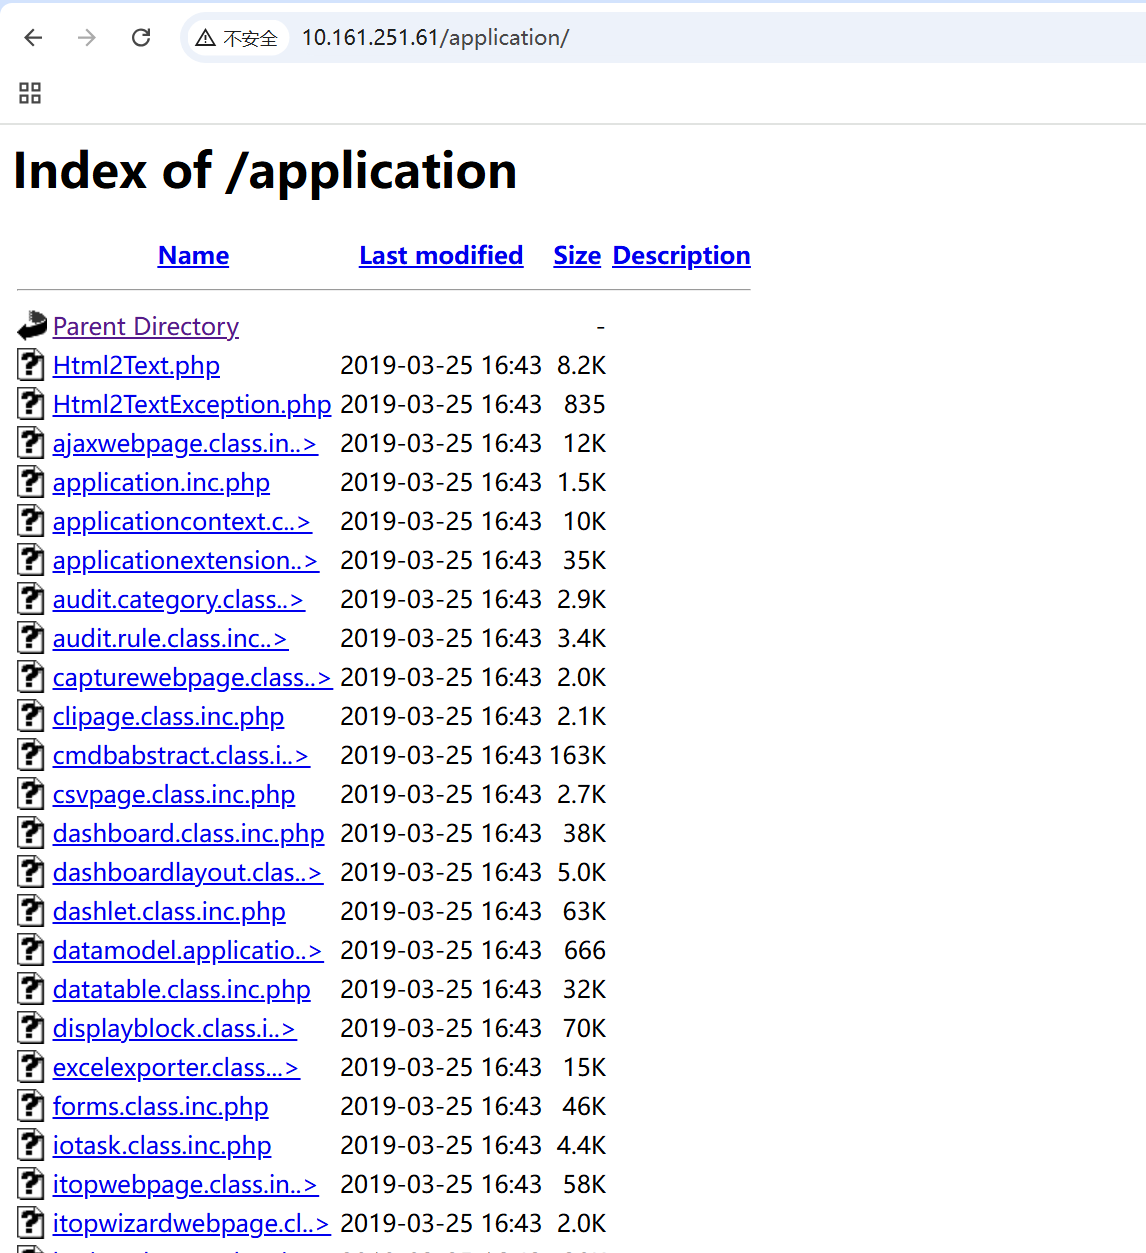 不安全 10.161.251.61/application/
Index of /application
Name Last modified Size Description
Parent Directory -
Html2Text.php 2019-03-25 16:43 8.2K
Html2TextException.php 2019-03-25 16:43 835
ajaxwebpage.class.in..> 2019-03-25 16:43 12K
application.inc.php 2019-03-25 16:43 1.5K
applicationcontext.c..> 2019-03-25 16:43 10K
applicationextension..> 2019-03-25 16:43 35K
audit.category.class..> 2019-03-25 16:43 2.9K
audit.rule.class.inc..> 2019-03-25 16:43 3.4K
capturewebpage.class..> 2019-03-25 16:43 2.0K
clipage.class.inc.php 2019-03-25 16:43 2.1K
cmdbabstract.class.i..> 2019-03-25 16:43 163K
csvpage.class.inc.php 2019-03-25 16:43 2.7K
dashboard.class.inc.php 2019-03-25 16:43 38K
dashboardlayout.clas..> 2019-03-25 16:43 5.0K
dashlet.class.inc.php 2019-03-25 16:43 63K
datamodel.applicatio..> 2019-03-25 16:43 666
datatable.class.inc.php 2019-03-25 16:43 32K
displayblock.class.i..> 2019-03-25 16:43 70K
excelexporter.class...> 2019-03-25 16:43 15K
forms.class.inc.php 2019-03-25 16:43 46K
iotask.class.inc.php 2019-03-25 16:43 4.4K
itopwebpage.class.in..> 2019-03-25 16:43 58K
itopwizardwebpage.cl..> 2019-03-25 16:43 2.0K